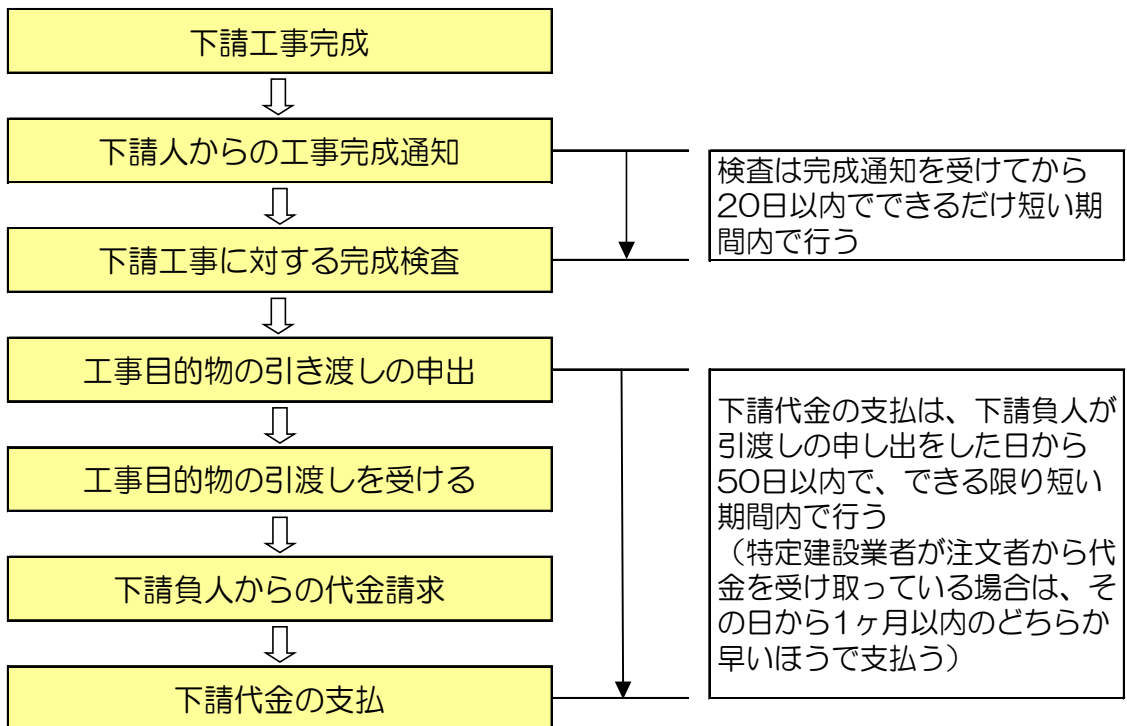 下請工事完成
下請人からの工事完成通知
検査は完成通知を受けてから
20日以内でできるだけ短い期
間内で行う
下請工事に対する完成検査
工事目的物の引き渡しの申出
下請代金の支払は、下請負人が
引渡しの申し出をした日から
50日以内で、できる限り短い
期間内で行う
（特定建設業者が注文者から代
金を受け取っている場合は、そ
の日から1ヶ月以内のどちらか
早いほうで支払う）
工事目的物の引渡しを受ける
下請負人からの代金請求
下請代金の支払